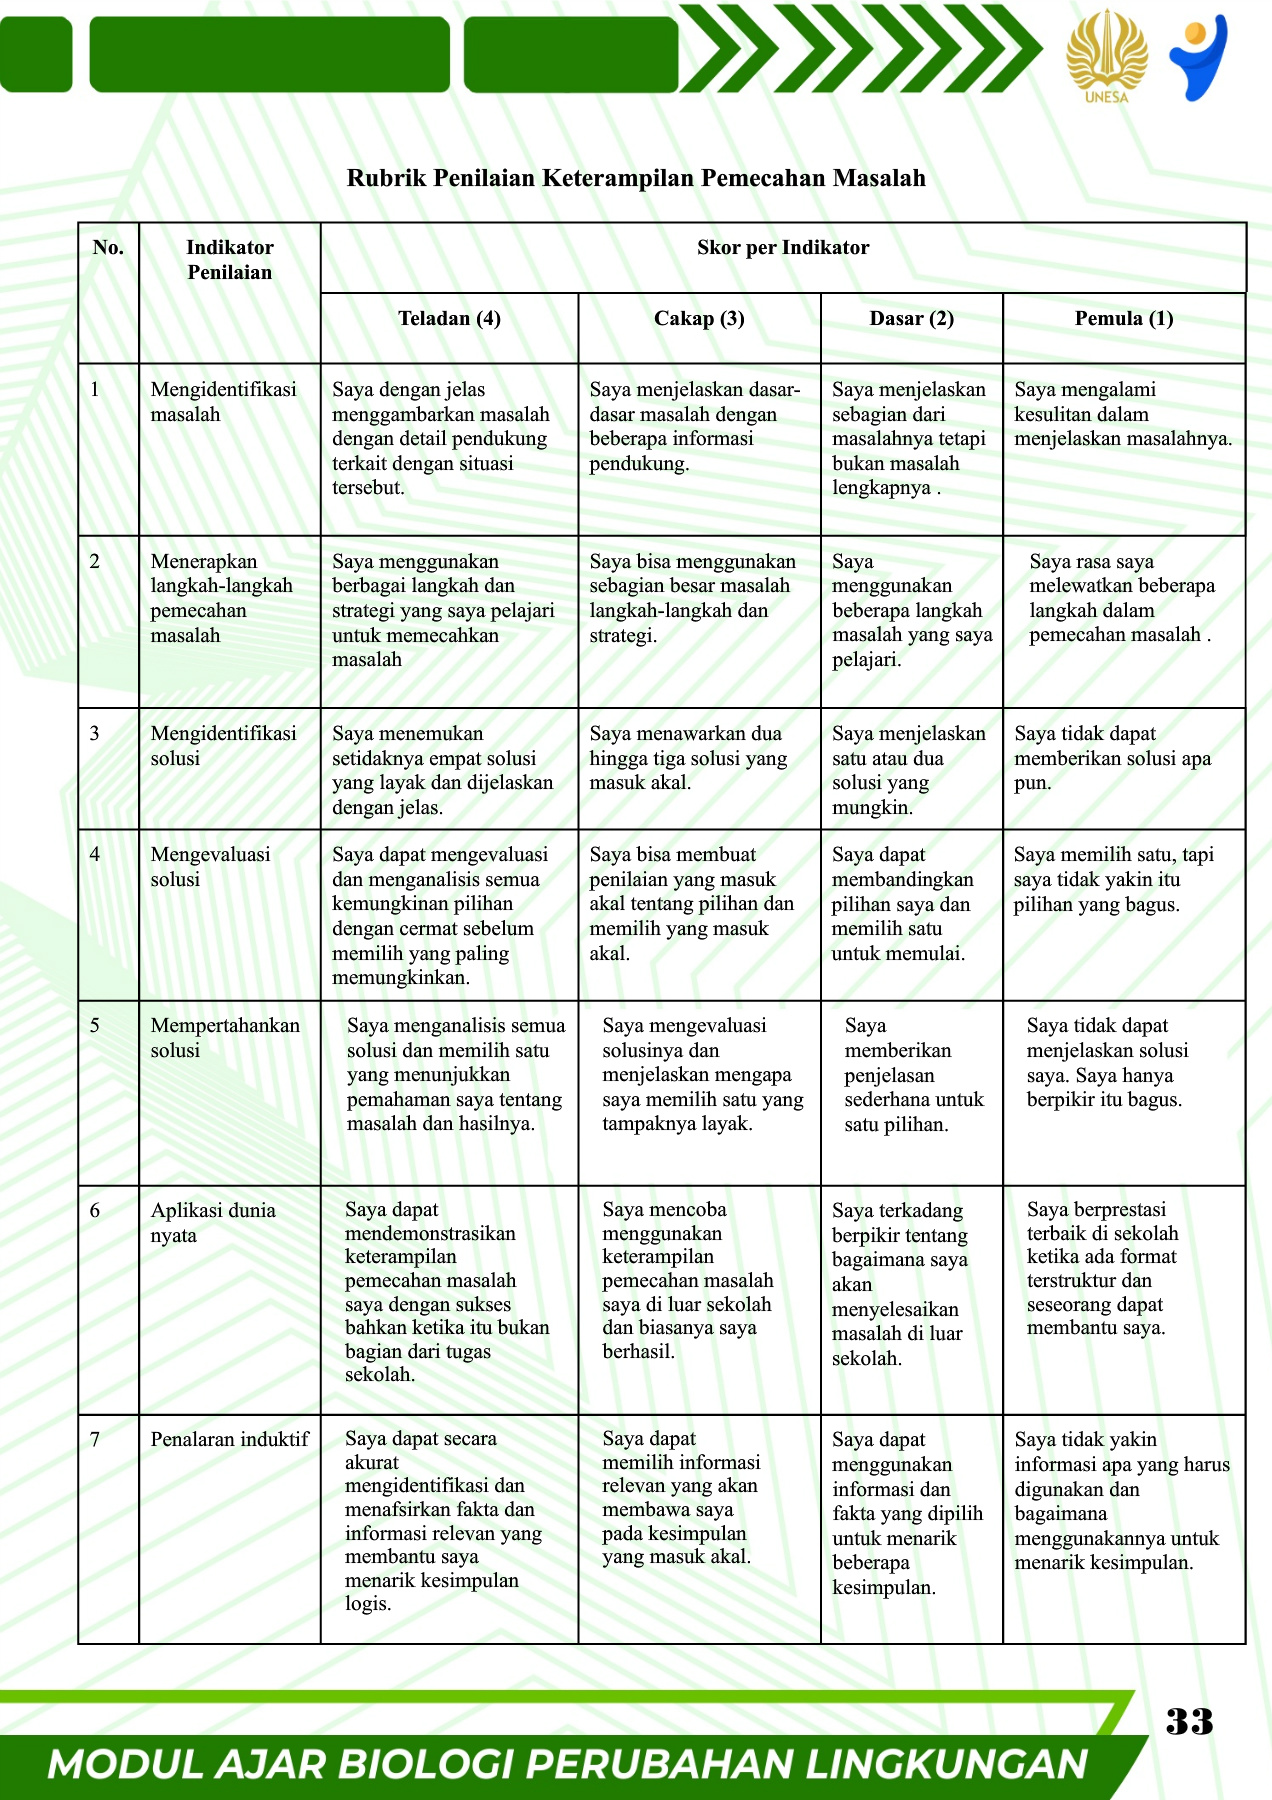 UNESA
Rubrik Penilaian Keterampilan Pemecahan Masalah
No.
Indikator
Penilaian
Skor per Indikator
Teladan (4)
Cakap (3)
Dasar (2)
Pemula (1)
1
Mengidentifikasi
masalah
Saya dengan jelas
menggambarkan masalah
dengan detail pendukung
terkait dengan situasi
tersebut.
Saya menjelaskan dasar-
dasar masalah dengan
beberapa informasi
pendukung.
Saya menjelaskan
sebagian dari
masalahnya tetapi
bukan masalah
lengkapnya .
Saya mengalami
kesulitan dalam
menjelaskan masalahnya.
2
Menerapkan
langkah-langkah
pemecahan
masalah
Saya menggunakan
berbagai langkah dan
strategi yang saya pelajari
untuk memecahkan
masalah
Saya bisa menggunakan
sebagian besar masalah
langkah-langkah dan
strategi.
Saya
menggunakan
beberapa langkah
masalah yang saya
pelajari.
Saya rasa saya
melewatkan beberapa
langkah dalam
pemecahan masalah .
3
Mengidentifikasi
solusi
Saya menemukan
setidaknya empat solusi
yang layak dan dijelaskan
dengan jelas.
Saya menawarkan dua
hingga tiga solusi yang
masuk akal.
Saya menjelaskan
satu atau dua
solusi yang
mungkin.
Saya tidak dapat
memberikan solusi apa
pun.
4
Mengevaluasi
solusi
Saya dapat mengevaluasi
dan menganalisis semua
kemungkinan pilihan
dengan cermat sebelum
memilih yang paling
memungkinkan.
Saya bisa membuat
penilaian yang masuk
akal tentang pilihan dan
memilih yang masuk
akal.
Saya dapat
membandingkan
pilihan saya dan
memilih satu
untuk memulai.
Saya memilih satu, tapi
saya tidak yakin itu
pilihan yang bagus.
5
Mempertahankan
solusi
Saya menganalisis semua
solusi dan memilih satu
yang menunjukkan
pemahaman saya tentang
masalah dan hasilnya.
Saya mengevaluasi
solusinya dan
menjelaskan mengapa
saya memilih satu yang
tampaknya layak.
Saya
memberikan
penjelasan
sederhana untuk
satu pilihan.
Saya tidak dapat
menjelaskan solusi
saya. Saya hanya
berpikir itu bagus.
6
Aplikasi dunia
nyata
Saya dapat
mendemonstrasikan
keterampilan
pemecahan masalah
saya dengan sukses
bahkan ketika itu bukan
bagian dari tugas
sekolah.
Saya mencoba
menggunakan
keterampilan
pemecahan masalah
saya di luar sekolah
dan biasanya saya
berhasil.
Saya terkadang
berpikir tentang
bagaimana saya
akan
menyelesaikan
masalah di luar
sekolah.
Saya berprestasi
terbaik di sekolah
ketika ada format
terstruktur dan
seseorang dapat
membantu saya.
7
Penalaran induktif
Saya dapat secara
akurat
mengidentifikasi dan
menafsirkan fakta dan
informasi relevan yang
membantu saya
menarik kesimpulan
logis.
Saya dapat
memilih informasi
relevan yang akan
membawa saya
pada kesimpulan
yang masuk akal.
Saya dapat
menggunakan
informasi dan
fakta yang dipilih
untuk menarik
beberapa
kesimpulan.
Saya tidak yakin
informasi apa yang harus
digunakan dan
bagaimana
menggunakannya untuk
menarik kesimpulan.
33
MODUL AJAR BIOLOGI PERUBAHAN LINGKUNGAN